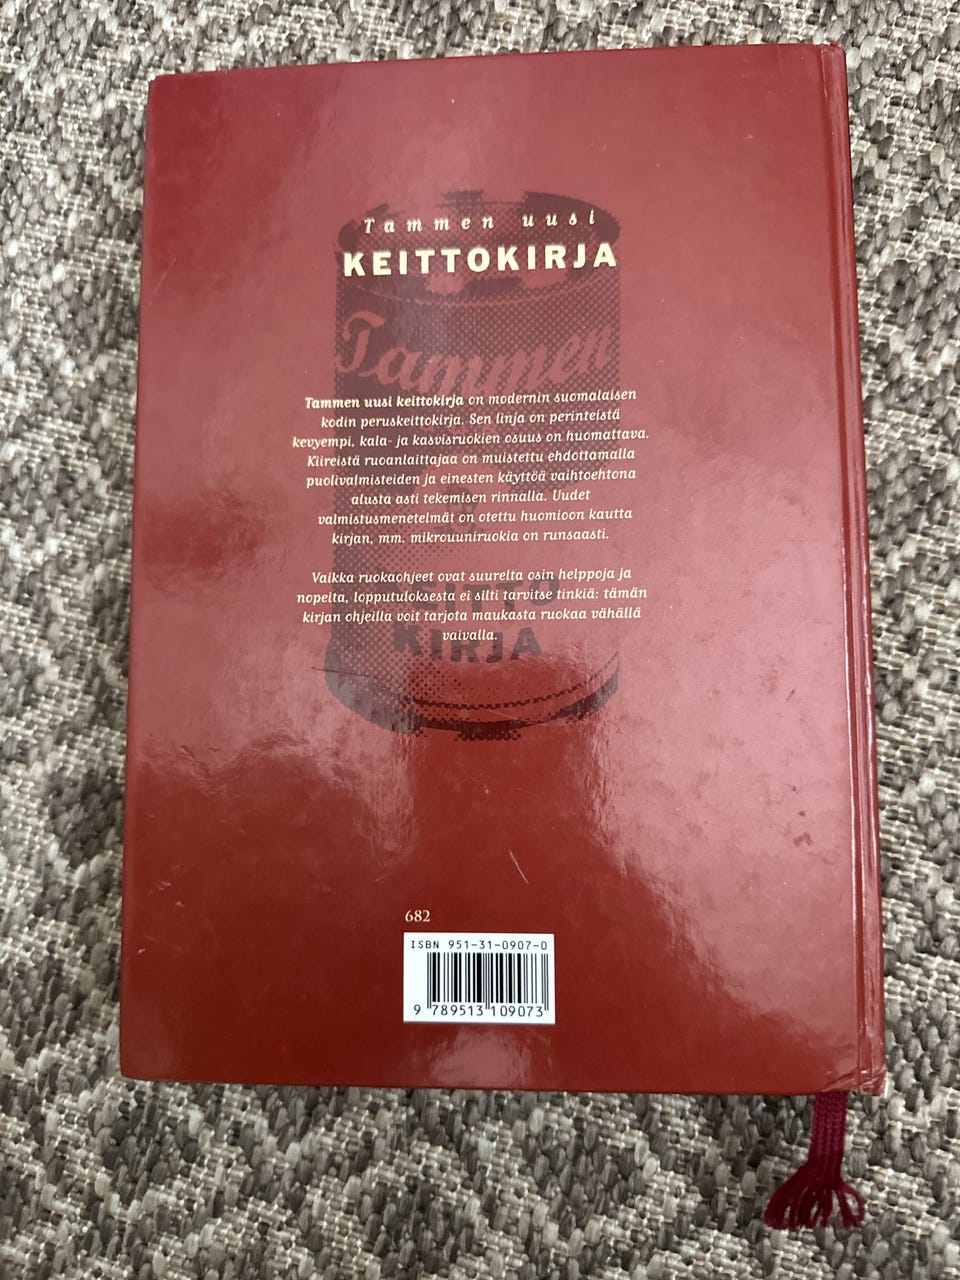 Tammen uusi
KEITTOKIRJA
Tammen
Tammen uusi keittokirja on modernin suomalaisen
kodin peruskeittokirja. Sen linja on perinteistä
kevyempi, kala- ja kasvisruokien osuus on huomattava.
Kiireistä ruoanlaittajaa on muistettu ehdottamalla
puolivalmisteiden ja einesten käyttöä vaihtoehtona
alusta asti tekemisen rinnalla. Uudet
valmistusmenetelmät on otettu huomioon kautta
kirjan, mm. mikrouuniruokia on runsaasti.
Vaikka ruokaohjeet ovat suurelta osin helppoja ja
nopeita, lopputuloksesta ei silti tarvitse tinkiä: tämän
kirjan ohjeilla voit tarjota maukasta ruokaa vähällä
vaivalla.
KEITTO
KIRJA
682
ISBN 951-31-0907-0
9 789513 109073